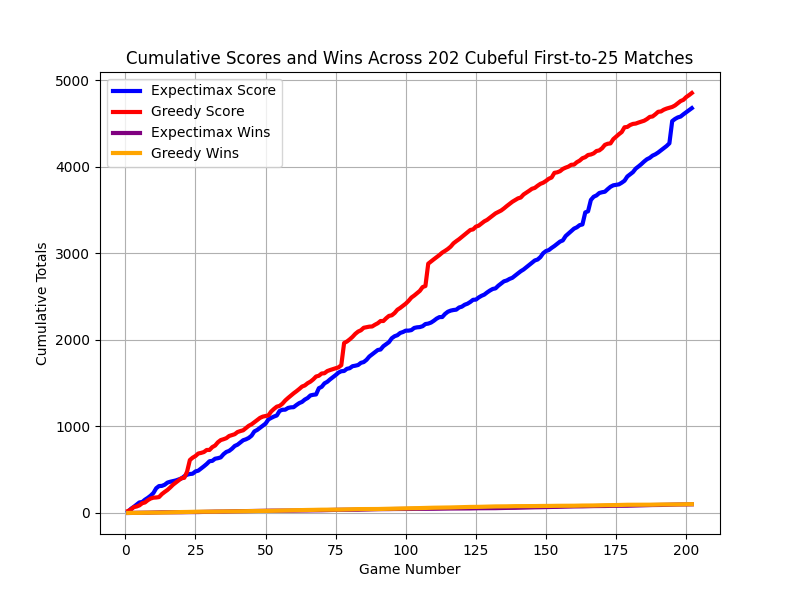 Cumulative Scores and Wins Across 202 Cubeful First-to-25 Matches
5000
4000
3000
2000
1000
0
Cumulative Totals
Expectimax Score
Greedy Score
Expectimax Wins
Greedy Wins
0 25 50 75 100 125 150 175 200
Game Number